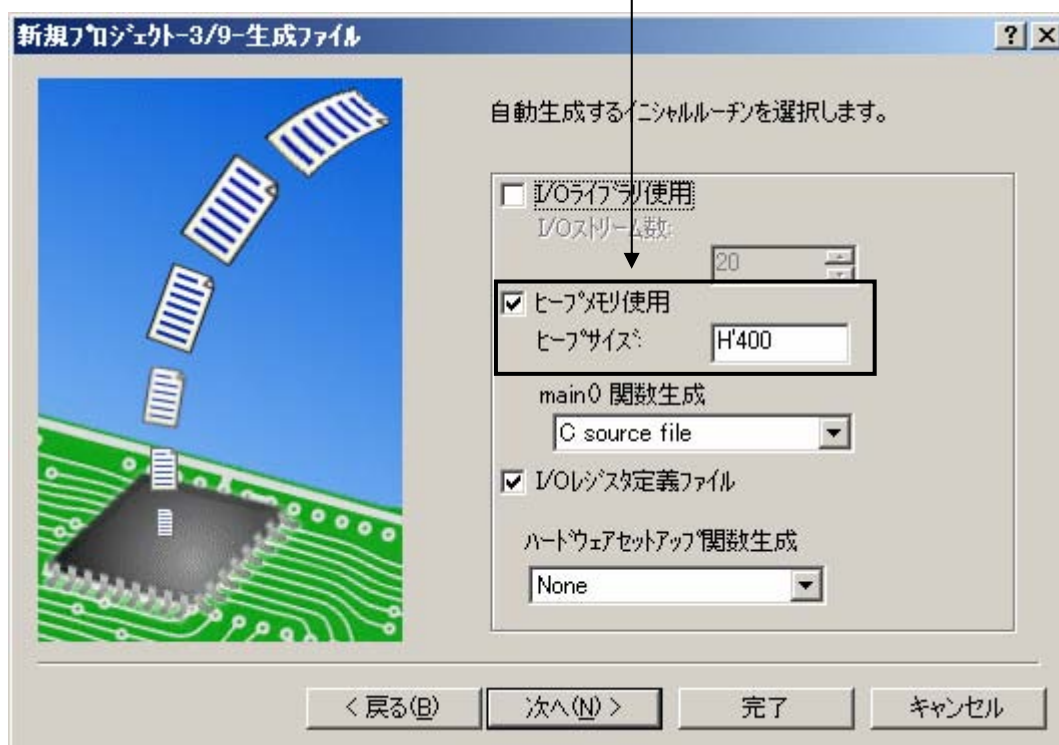 新規ﾌﾟﾛｼﾞｪｸﾄ-3/9-生成ﾌｧｲﾙ
自動生成するｲﾆｼｬﾙﾙｰﾁﾝを選択します。
I/Oﾗｲﾌﾞﾗﾘ使用
I/Oｽﾄﾘｰﾑ数:
20
ﾋｰﾌﾟﾒﾓﾘ使用
ﾋｰﾌﾟｻｲｽﾞ: H'400
main() 関数生成
C source file
I/Oﾚｼﾞｽﾀ定義ﾌｧｲﾙ
ﾊｰﾄﾞｳｪｱｾｯﾄｱｯﾌﾟ関数生成
None
< 戻る(B) 次へ(N) > 完了 ｷｬﾝｾﾙ